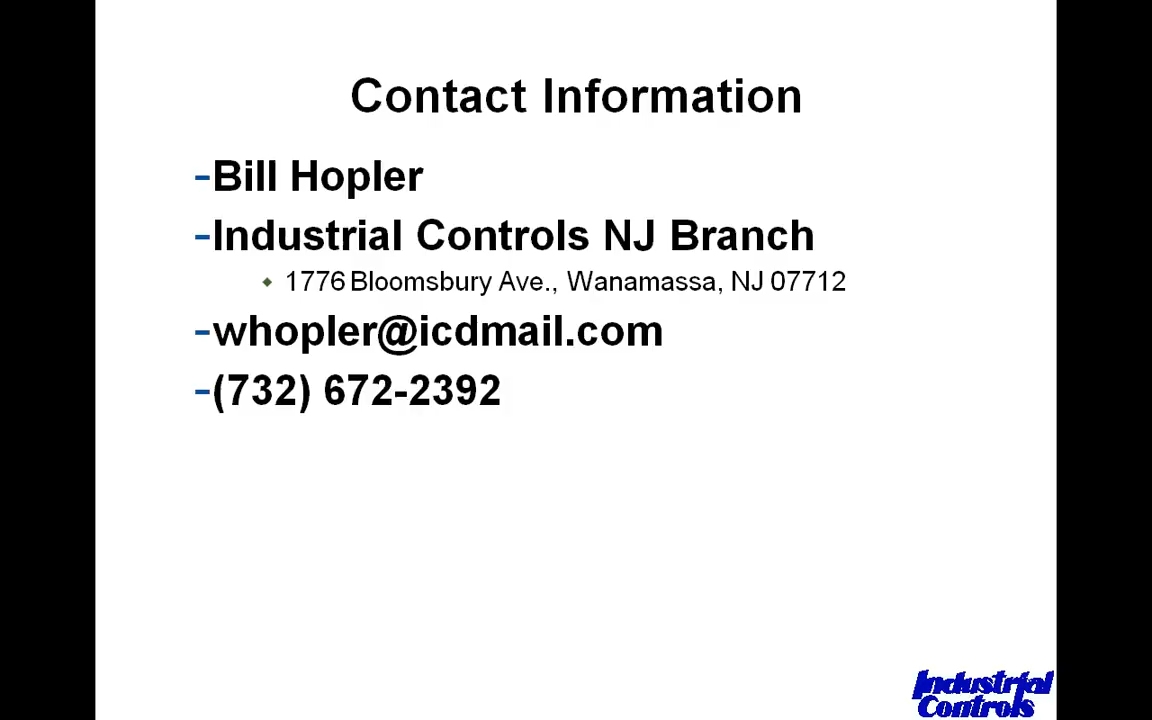 Contact Information
-Bill Hopler
-Industrial Controls NJ Branch
◆ 1776 Bloomsbury Ave., Wanamassa, NJ 07712
-whopler@icdmail.com
-(732) 672-2392
Industrial
Controls